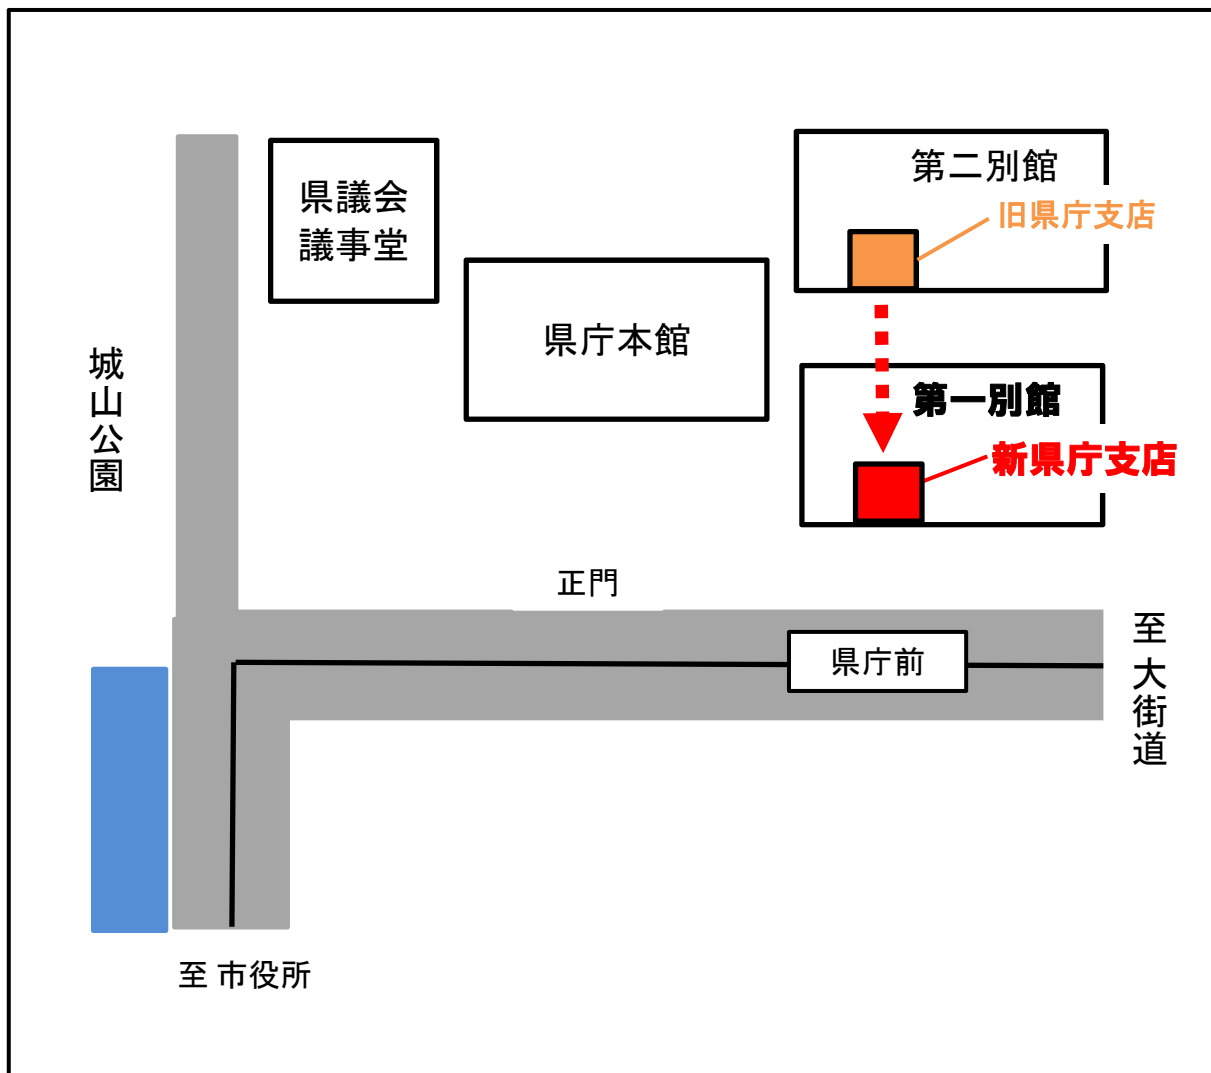 県議会
議事堂
第二別館
旧県庁支店
県庁本館
城山公園
第一別館
新県庁支店
正門
県庁前
至 大街道
至 市役所